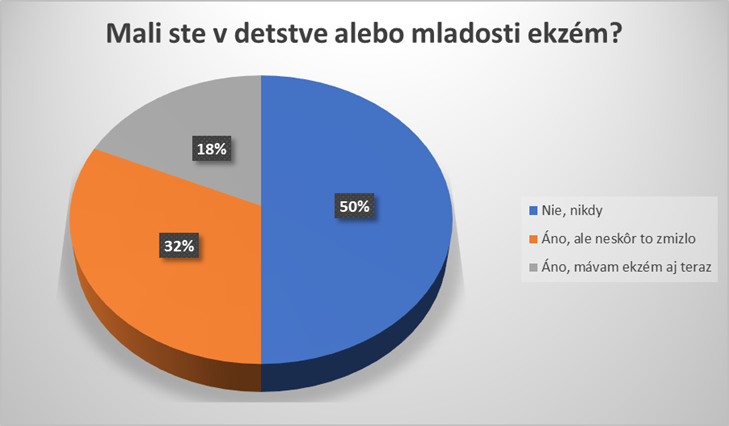 Mali ste v detstve alebo mladosti ekzém?
18%
50%
32%
Nie, nikdy
Áno, ale neskôr to zmizlo
Áno, mávam ekzém aj teraz